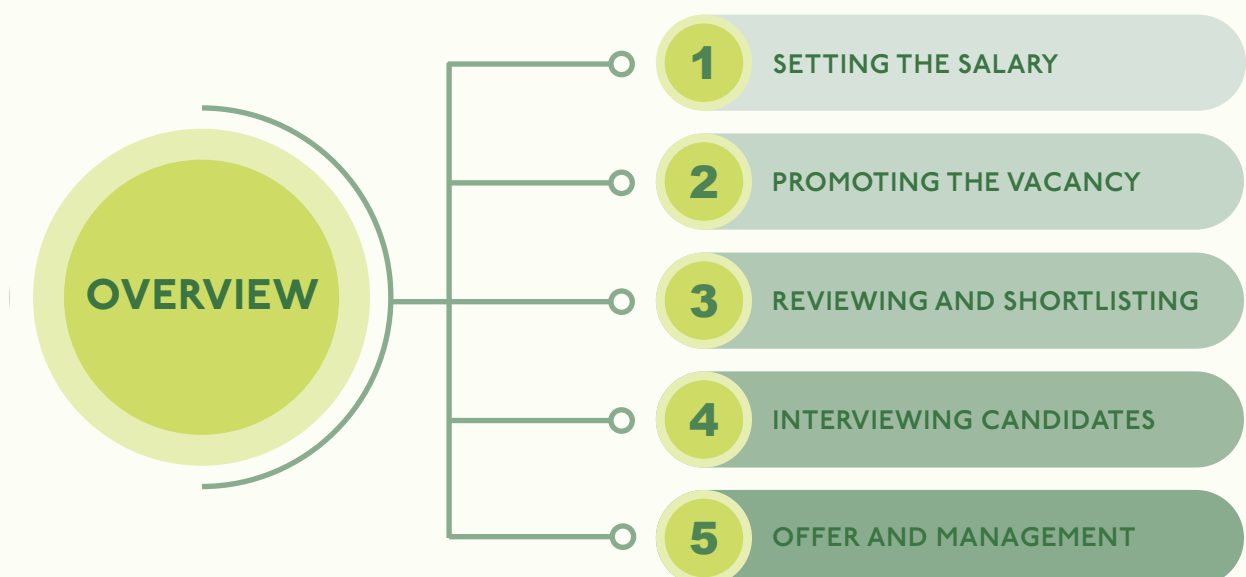 OVERVIEW
1 SETTING THE SALARY
2 PROMOTING THE VACANCY
3 REVIEWING AND SHORTLISTING
4 INTERVIEWING CANDIDATES
5 OFFER AND MANAGEMENT